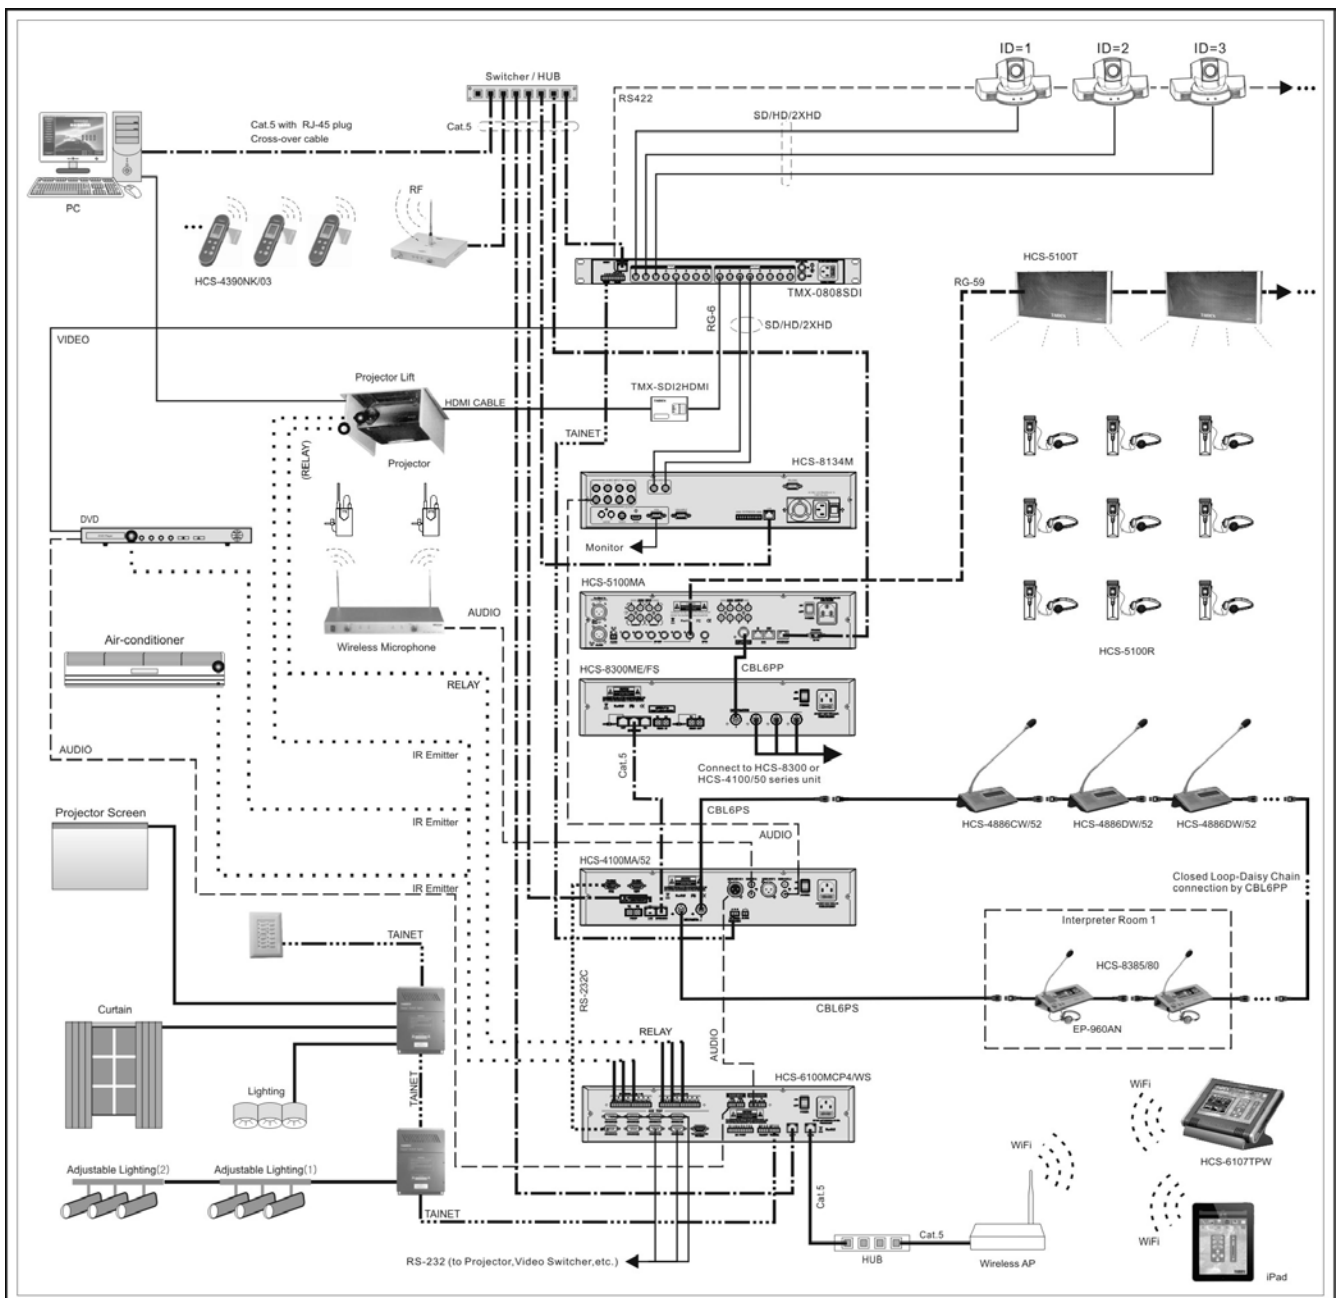 ID=1
ID=2
ID=3
Switcher / HUB
RS422
SD/HD/2XHD
Cat.5 with RJ-45 plug
Cross-over cable
Cat.5
PC
RF
HCS-4390NK/03
TMX-0808SDI
HCS-5100T
RG-59
VIDEO
RG-6
SD/HD/2XHD
Projector Lift
HDMI CABLE
TMX-SDI2HDMI
TAINET
(RELAY)
Projector
HCS-8134M
DVD
Monitor
HCS-5100MA
AUDIO
Air-conditioner
Wireless Microphone
HCS-5100R
CBL6PP
HCS-8300ME/FS
RELAY
AUDIO
IR Emitter
Cat.5
Connect to HCS-8300 or
HCS-4100/50 series unit
Projector Screen
CBL6PS
HCS-4886CW/52
HCS-4886DW/52
HCS-4886DW/52
IR Emitter
AUDIO
HCS-4100MA/52
Closed Loop-Daisy Chain
connection by CBL6PP
IR Emitter
Interpreter Room 1
TAINET
HCS-8385/80
RS-232C
CBL6PS
EP-960AN
Curtain
RELAY
AUDIO
HCS-6100MCP4/WS
TAINET
Lighting
WiFi
WiFi
HCS-6107TPW
Adjustable Lighting(2)
Adjustable Lighting(1)
Cat.5
TAINET
WiFi
Cat.5
HUB
Wireless AP
RS-232 (to Projector,Video Switcher,etc.)
iPad